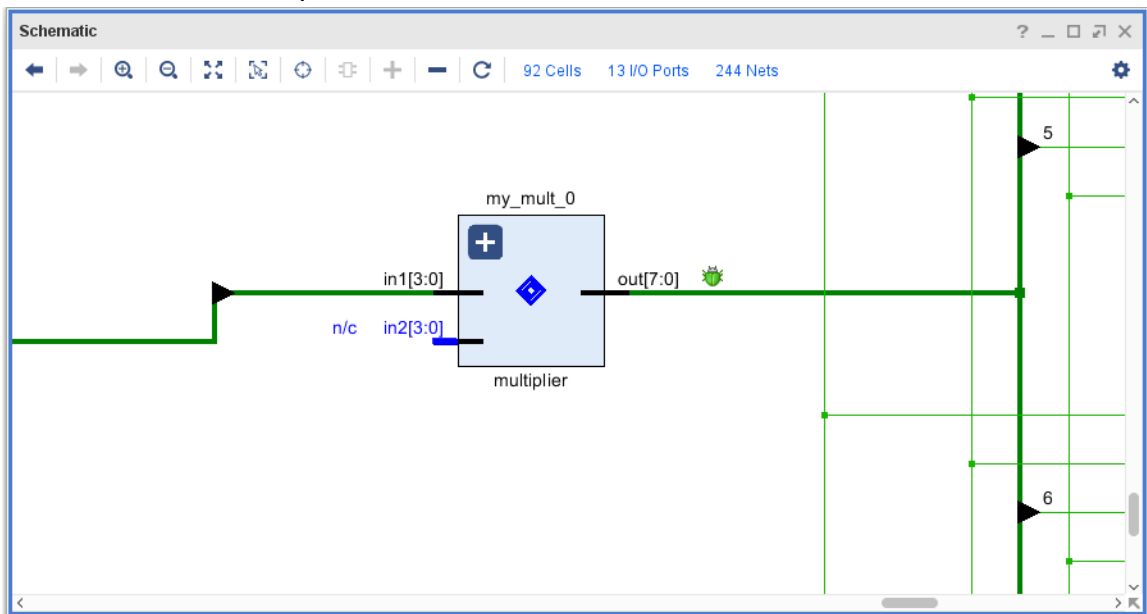 Schematic
92 Cells 13 I/O Ports 244 Nets
5
my_mult_0
in1[3:0] out[7:0]
n/c in2[3:0]
multiplier
6